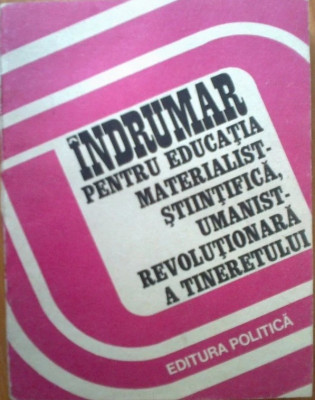 ÎNDRUMAR
PENTRU EDUCAȚIA
MATERIALIST-
ȘTIINȚIFICĂ,
UMANIST-
REVOLUȚIONARĂ
A TINERETULUI
EDITURA POLITICĂ